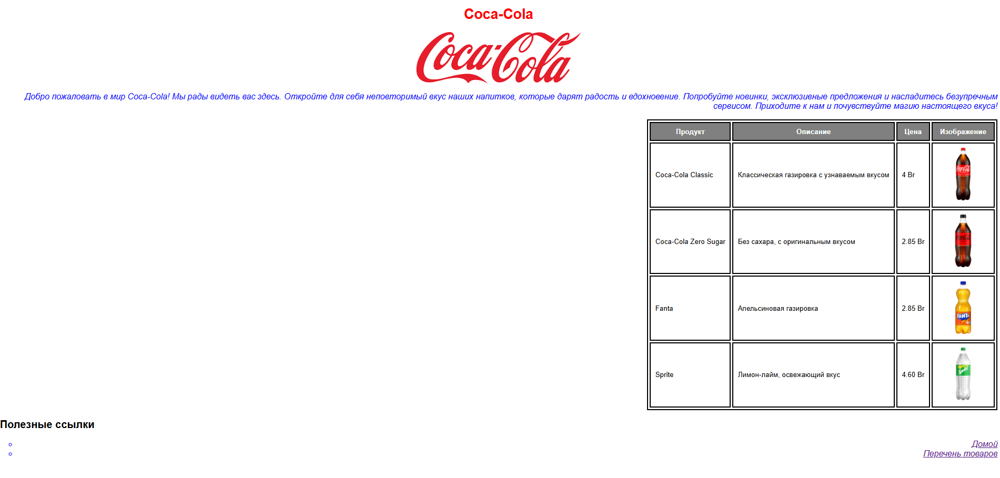 Coca-Cola
Coca-Cola
Добро пожаловать в мир Coca-Cola! Мы рады видеть вас здесь. Откройте для себя неповторимый вкус наших напитков, которые дарят радость и вдохновение. Попробуйте новинки, эксклюзивные предложения и насладитесь безупречным
сервисом. Приходите к нам и почувствуйте магию настоящего вкуса!
Продукт Описание Цена Изображение
Coca-Cola Classic Классическая газировка с узнаваемым вкусом 4 Br
Coca-Cola
Coca-Cola Zero Sugar Без сахара, с оригинальным вкусом 2.85 Br
Coca-Cola
Fanta Апельсиновая газировка 2.85 Br
FANTA
Sprite Лимон-лайм, освежающий вкус 4.60 Br
Sprite
Полезные ссылки
Домой
Перечень товаров